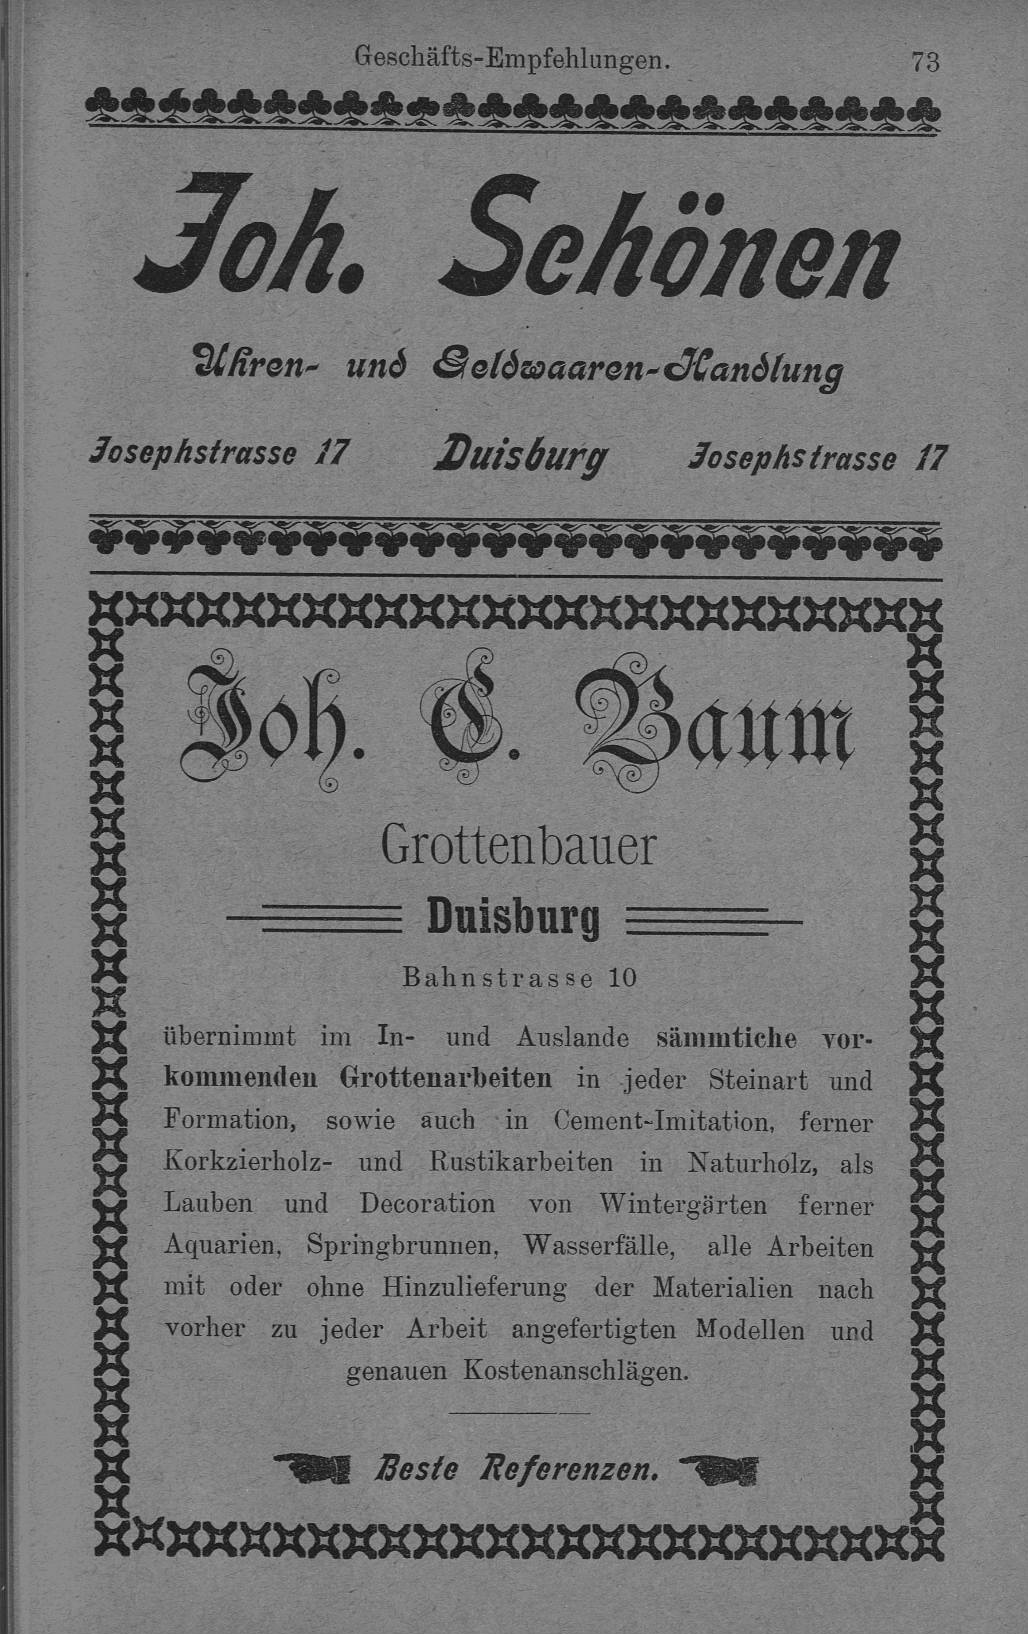 Geschäfts-Empfehlungen. 73
Joh. Schönen
Uhren- und Goldwaaren-Handlung
Josephstrasse 17 Duisburg Josephstrasse 17
Joh. C. Baum
Grottenbauer
Duisburg
Bahnstrasse 10
übernimmt im In- und Auslande sämmtiche vor-
kommenden Grottenarbeiten in jeder Steinart und
Formation, sowie auch in Cement-Imitation, ferner
Korkzierholz- und Rustikarbeiten in Naturholz, als
Lauben und Decoration von Wintergärten ferner
Aquarien, Springbrunnen, Wasserfälle, alle Arbeiten
mit oder ohne Hinzulieferung der Materialien nach
vorher zu jeder Arbeit angefertigten Modellen und
genauen Kostenanschlägen.
Beste Referenzen.